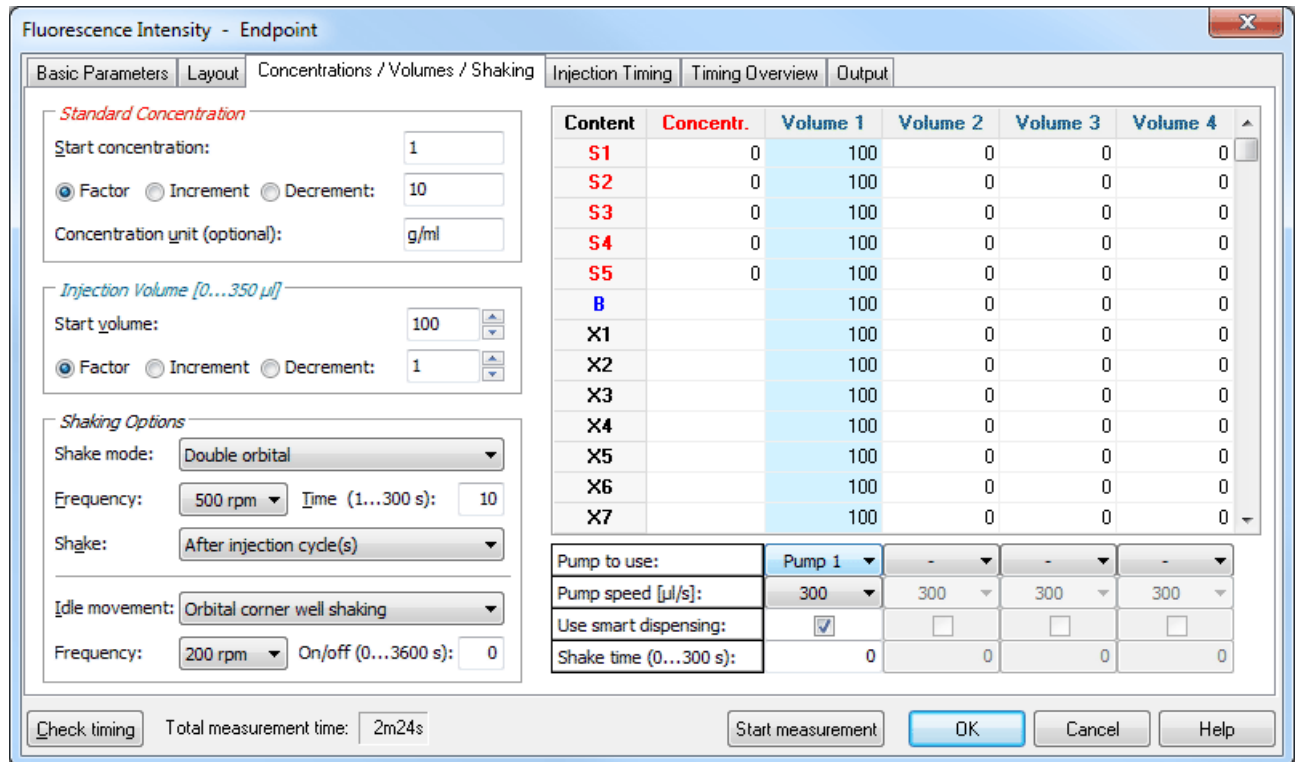 Fluorescence Intensity - Endpoint
x
Basic Parameters Layout Concentrations / Volumes / Shaking Injection Timing Timing Overview Output
Standard Concentration
Start concentration: 1
Factor Increment Decrement: 10
Concentration unit (optional): g/ml
Injection Volume [0...350 µl]
Start volume: 100
Factor Increment Decrement: 1
Shaking Options
Shake mode: Double orbital
Frequency: 500 rpm Time (1...300 s): 10
Shake: After injection cycle(s)
Idle movement: Orbital corner well shaking
Frequency: 200 rpm On/off (0...3600 s): 0
Content Concentr. Volume 1 Volume 2 Volume 3 Volume 4
S1 0 100 0 0 0
S2 0 100 0 0 0
S3 0 100 0 0 0
S4 0 100 0 0 0
S5 0 100 0 0 0
B 100 0 0 0
X1 100 0 0 0
X2 100 0 0 0
X3 100 0 0 0
X4 100 0 0 0
X5 100 0 0 0
X6 100 0 0 0
X7 100 0 0 0
Pump to use: Pump 1 - - -
Pump speed [µl/s]: 300 300 300 300
Use smart dispensing:
Shake time (0...300 s): 0 0 0 0
Check timing Total measurement time: 2m24s Start measurement OK Cancel Help